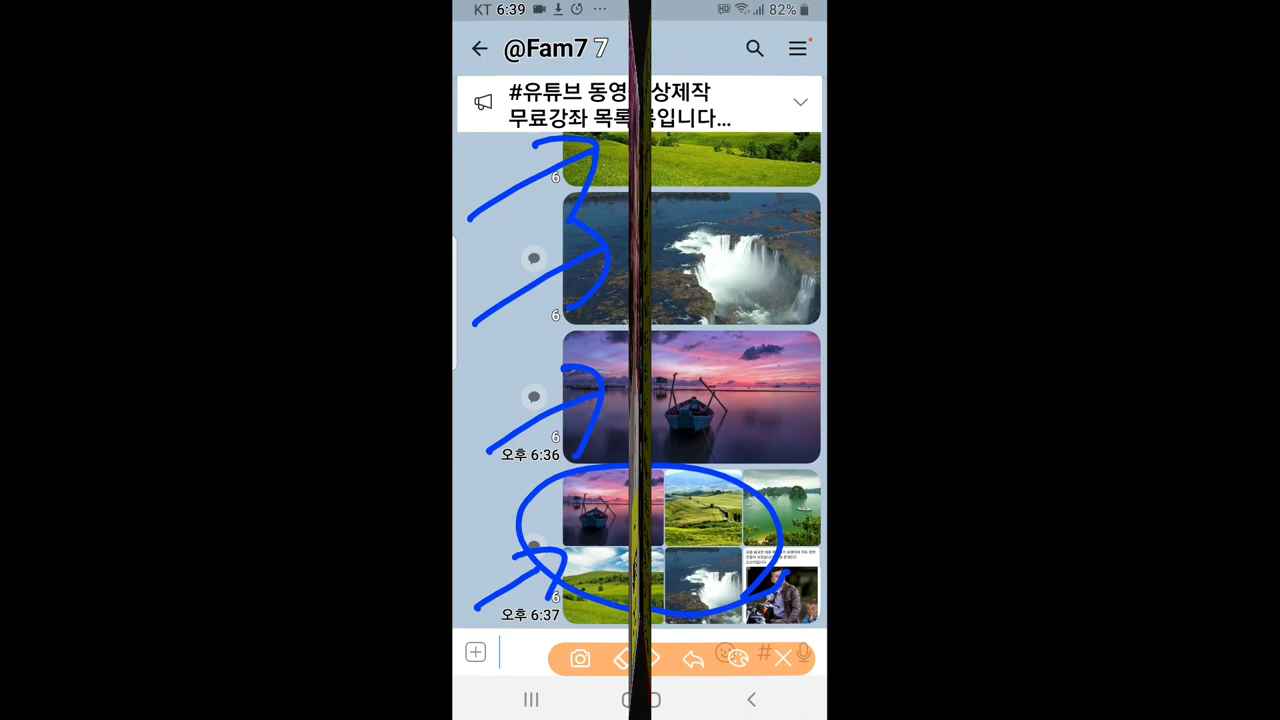 KT 6:39
82%
@Fam7 7
#유튜브 동영상제작
무료강좌 목록입니다...
6
6
6
오후 6:36
6
오후 6:37
#